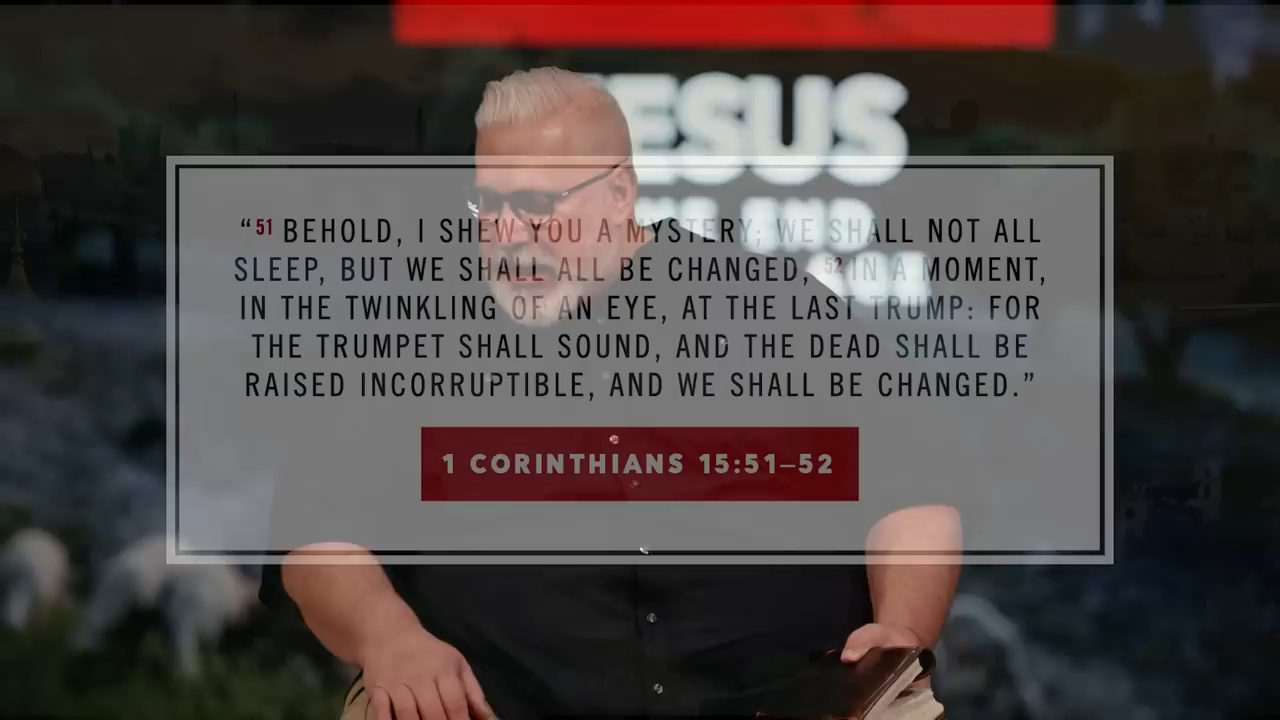 ESUS
END
“51 BEHOLD, I SHEW YOU A MYSTERY; WE SHALL NOT ALL
SLEEP, BUT WE SHALL ALL BE CHANGED, 52 IN A MOMENT,
IN THE TWINKLING OF AN EYE, AT THE LAST TRUMP: FOR
THE TRUMPET SHALL SOUND, AND THE DEAD SHALL BE
RAISED INCORRUPTIBLE, AND WE SHALL BE CHANGED.”
1 CORINTHIANS 15:51–52